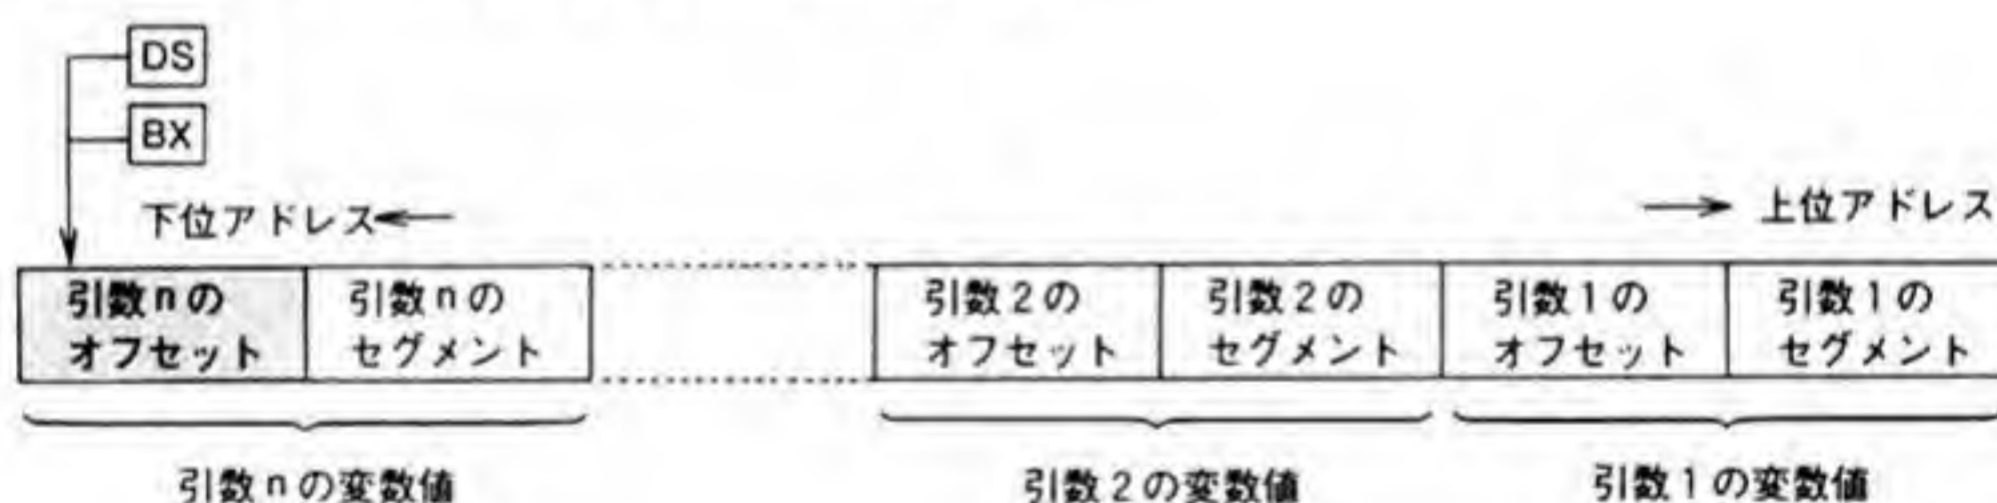 DS
BX
下位アドレス
上位アドレス
引数nの
オフセット
引数nの
セグメント
引数2の
オフセット
引数2の
セグメント
引数1の
オフセット
引数1の
セグメント
引数nの変数値
引数2の変数値
引数1の変数値